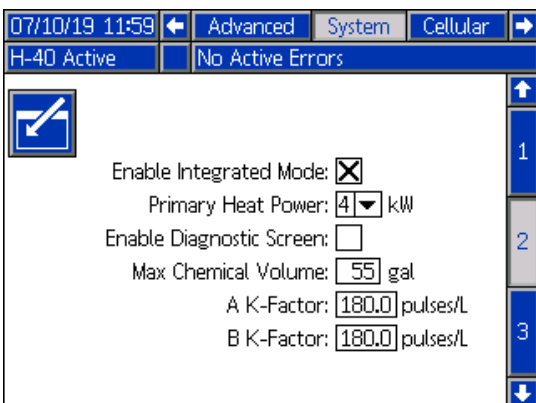 07/10/19 11:59 Advanced System Cellular
H-40 Active No Active Errors
1
Enable Integrated Mode:
Primary Heat Power: 4 kW
Enable Diagnostic Screen:
2
Max Chemical Volume: 55 gal
A K-Factor: 180.0 pulses/L
B K-Factor: 180.0 pulses/L
3